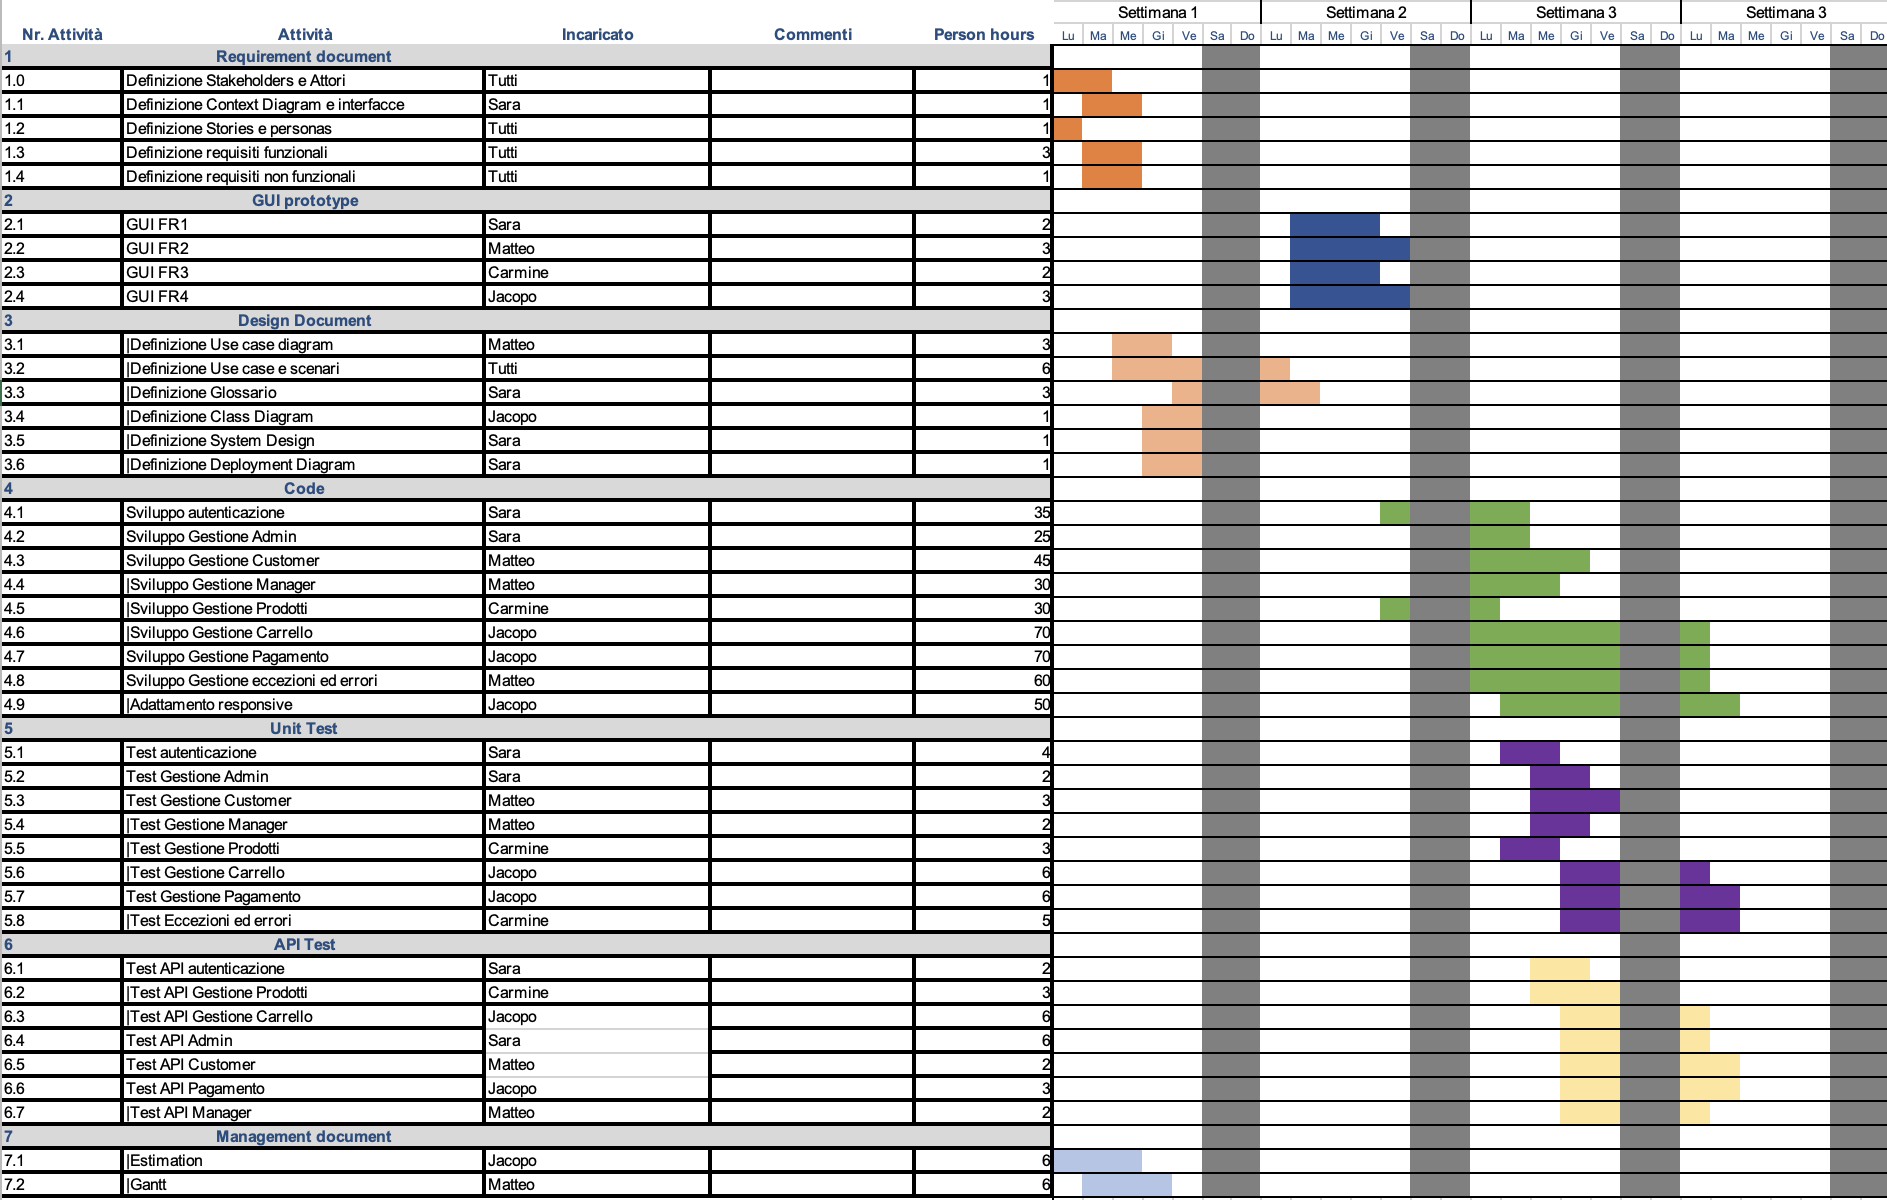 Settimana 1 Settimana 2 Settimana 3 Settimana 3
Nr. Attività Attività Incaricato Commenti Person hours Lu Ma Me Gi Ve Sa Do Lu Ma Me Gi Ve Sa Do Lu Ma Me Gi Ve Sa Do Lu Ma Me Gi Ve Sa Do
1 Requirement document
1.0 Definizione Stakeholders e Attori Tutti 1
1.1 Definizione Context Diagram e interfacce Sara 1
1.2 Definizione Stories e personas Tutti 1
1.3 Definizione requisiti funzionali Tutti 3
1.4 Definizione requisiti non funzionali Tutti 1
2 GUI prototype
2.1 GUI FR1 Sara 2
2.2 GUI FR2 Matteo 3
2.3 GUI FR3 Carmine 2
2.4 GUI FR4 Jacopo 3
3 Design Document
3.1 |Definizione Use case diagram Matteo 3
3.2 |Definizione Use case e scenari Tutti 6
3.3 |Definizione Glossario Sara 3
3.4 |Definizione Class Diagram Jacopo 1
3.5 |Definizione System Design Sara 1
3.6 |Definizione Deployment Diagram Sara 1
4 Code
4.1 Sviluppo autenticazione Sara 35
4.2 Sviluppo Gestione Admin Sara 25
4.3 Sviluppo Gestione Customer Matteo 45
4.4 |Sviluppo Gestione Manager Matteo 30
4.5 |Sviluppo Gestione Prodotti Carmine 30
4.6 |Sviluppo Gestione Carrello Jacopo 70
4.7 Sviluppo Gestione Pagamento Jacopo 70
4.8 Sviluppo Gestione eccezioni ed errori Matteo 60
4.9 |Adattamento responsive Jacopo 50
5 Unit Test
5.1 Test autenticazione Sara 4
5.2 Test Gestione Admin Sara 2
5.3 Test Gestione Customer Matteo 3
5.4 |Test Gestione Manager Matteo 2
5.5 |Test Gestione Prodotti Carmine 3
5.6 |Test Gestione Carrello Jacopo 6
5.7 Test Gestione Pagamento Jacopo 6
5.8 |Test Eccezioni ed errori Carmine 5
6 API Test
6.1 Test API autenticazione Sara 2
6.2 |Test API Gestione Prodotti Carmine 3
6.3 |Test API Gestione Carrello Jacopo 6
6.4 Test API Admin Sara 6
6.5 Test API Customer Matteo 2
6.6 Test API Pagamento Jacopo 3
6.7 |Test API Manager Matteo 2
7 Management document
7.1 |Estimation Jacopo 6
7.2 |Gantt Matteo 6